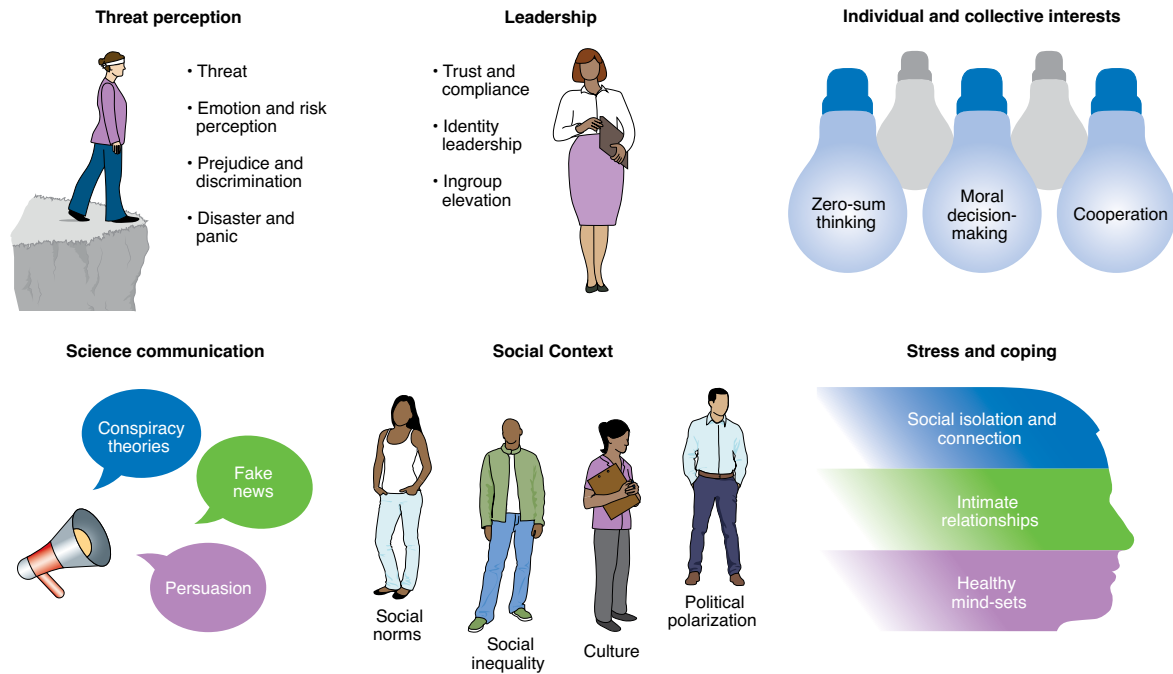 Threat perception
• Threat
• Emotion and risk
perception
• Prejudice and
discrimination
• Disaster and
panic
Leadership
• Trust and
compliance
• Identity
leadership
• Ingroup
elevation
Individual and collective interests
Zero-sum
thinking
Moral
decision-
making
Cooperation
Science communication
Conspiracy
theories
Fake
news
Persuasion
Social Context
Social
norms
Social
inequality
Culture
Political
polarization
Stress and coping
Social isolation and
connection
Intimate
relationships
Healthy
mind-sets